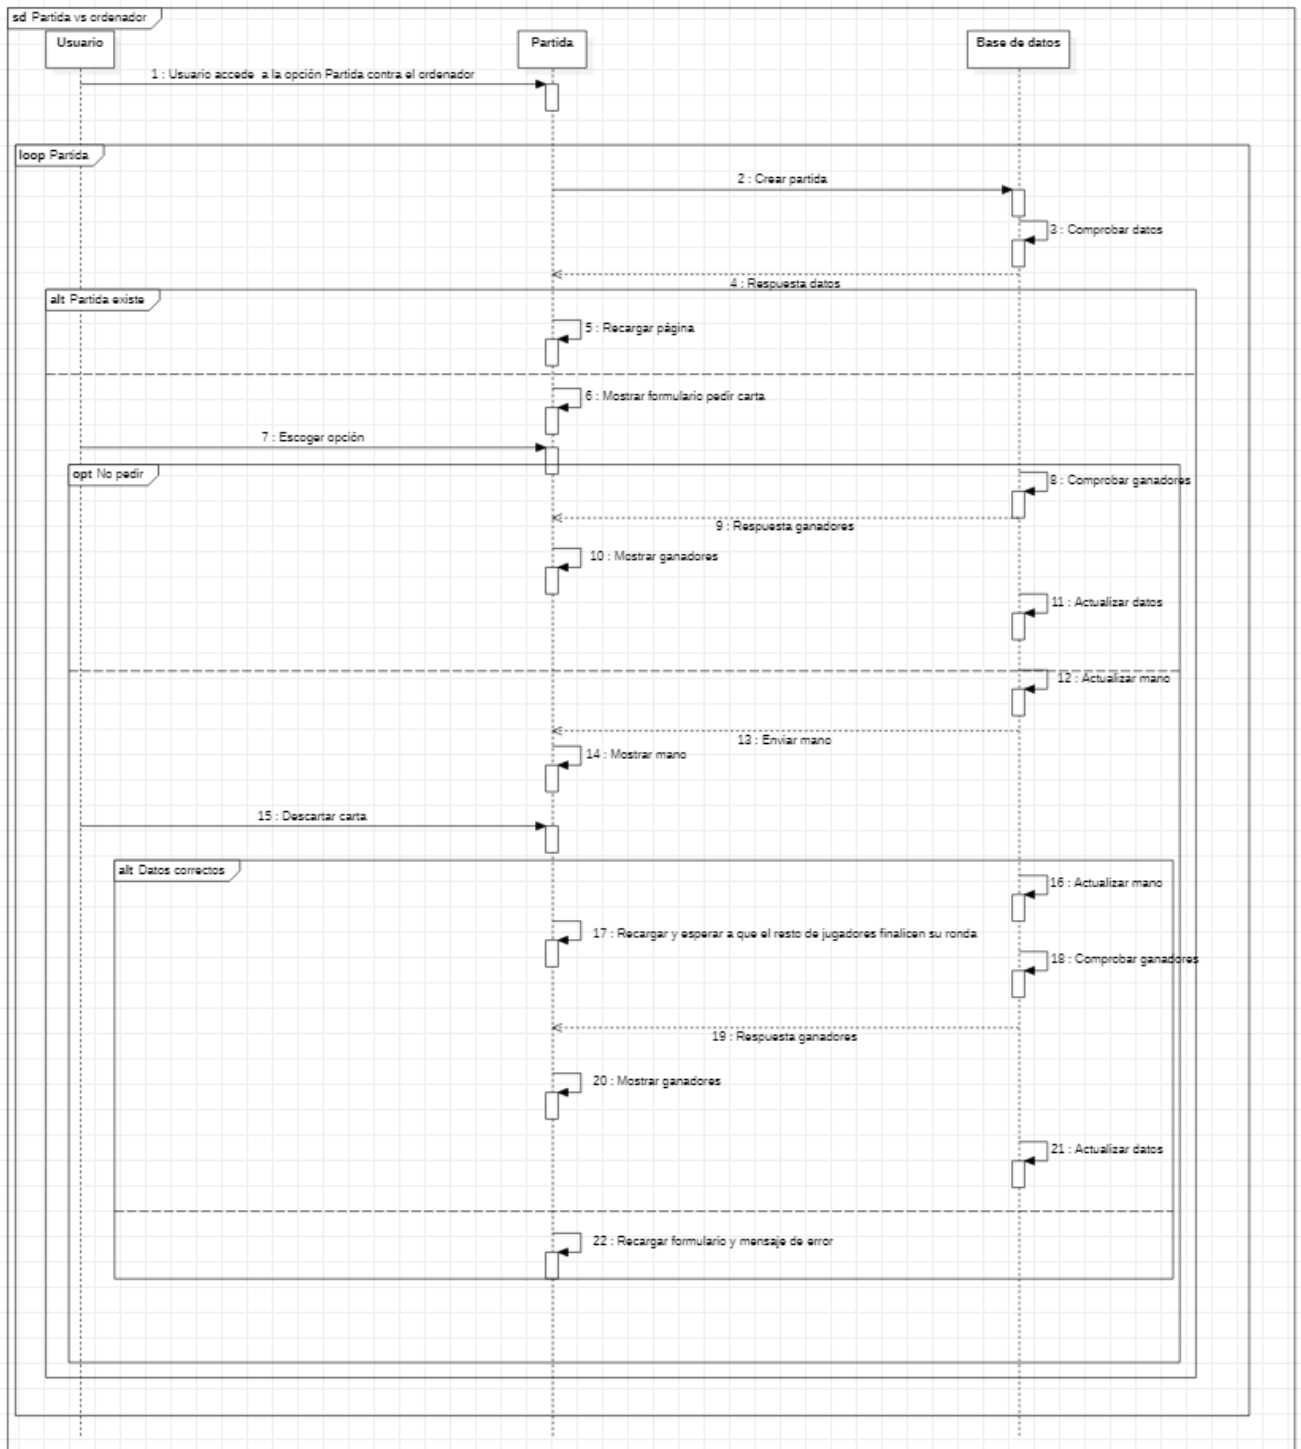 sd Partida vs ordenador
Usuario
Partida
Base de datos
1 : Usuario accede a la opción Partida contra el ordenador
loop Partida
2 : Crear partida
3 : Comprobar datos
4 : Respuesta datos
alt Partida existe
5 : Recargar página
6 : Mostrar formulario pedir carta
7 : Escoger opción
opt No pedir
8 : Comprobar ganadores
9 : Respuesta ganadores
10 : Mostrar ganadores
11 : Actualizar datos
12 : Actualizar mano
13 : Enviar mano
14 : Mostrar mano
15 : Descartar carta
alt Datos correctos
16 : Actualizar mano
17 : Recargar y esperar a que el resto de jugadores finalicen su ronda
18 : Comprobar ganadores
19 : Respuesta ganadores
20 : Mostrar ganadores
21 : Actualizar datos
22 : Recargar formulario y mensaje de error